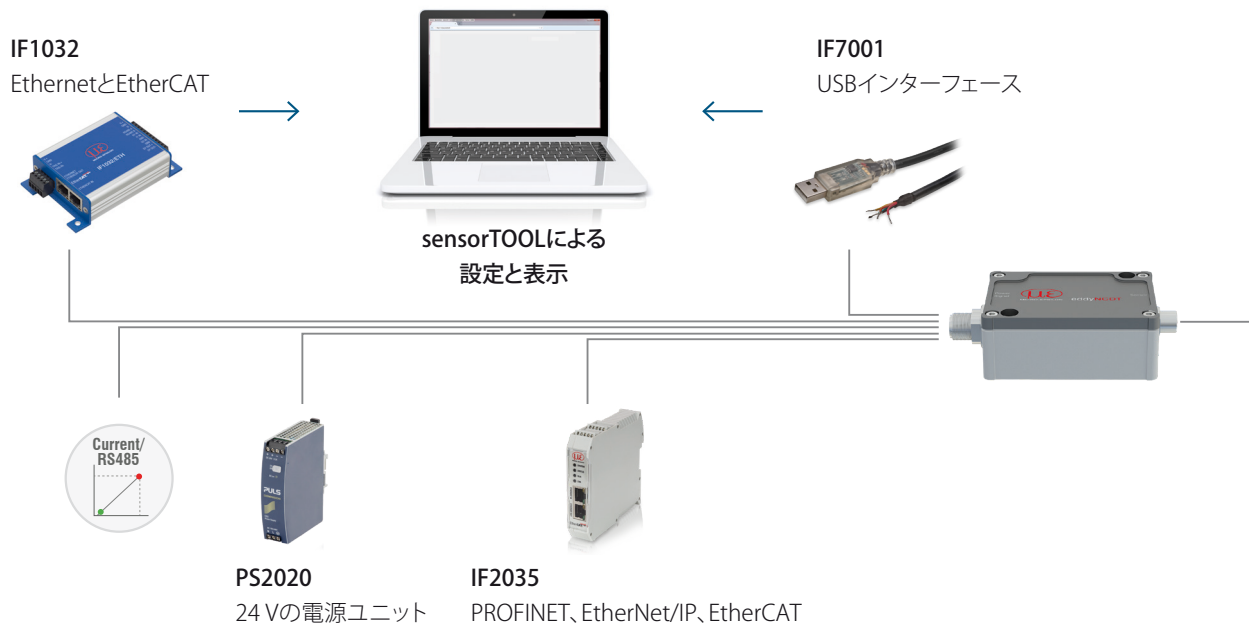 IF1032
EthernetとEtherCAT
IF1032/ETH
IF7001
USBインターフェース
sensorTOOLによる
設定と表示
Current/
RS485
PULS
PS2020
24 Vの電源ユニット
IF2035
PROFINET、EtherNet/IP、EtherCAT